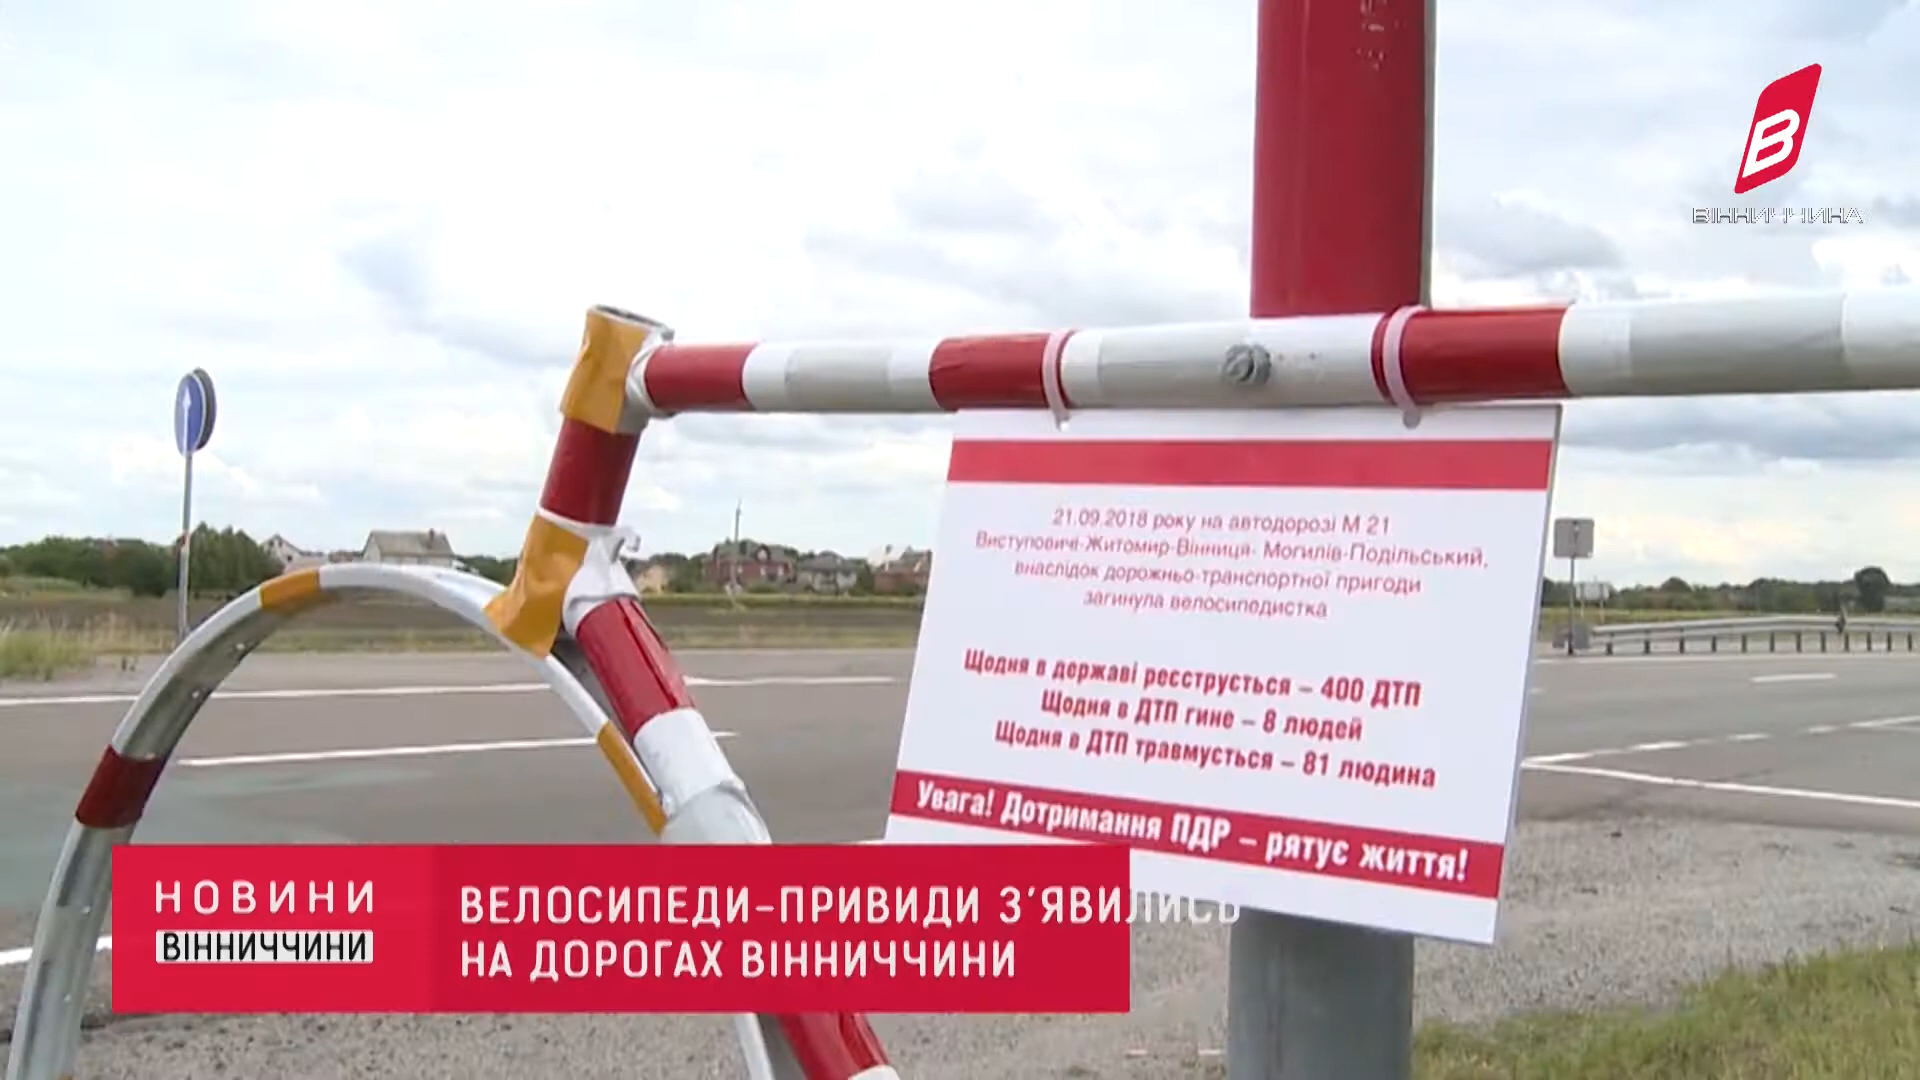 В
ВІННИЧЧИНА
21.09.2018 року на автодорозі М 21
Виступовичі-Житомир-Вінниця- Могилів-Подільський,
внаслідок дорожньо-транспортної пригоди
загинула велосипедистка
Щодня в державі реєструється – 400 ДТП
Щодня в ДТП гине – 8 людей
Щодня в ДТП травмується – 81 людина
Увага! Дотримання ПДР – рятує життя!
НОВИНИ
ВІННИЧЧИНИ
ВЕЛОСИПЕДИ-ПРИВИДИ З'ЯВИЛИСЬ
НА ДОРОГАХ ВІННИЧЧИНИ